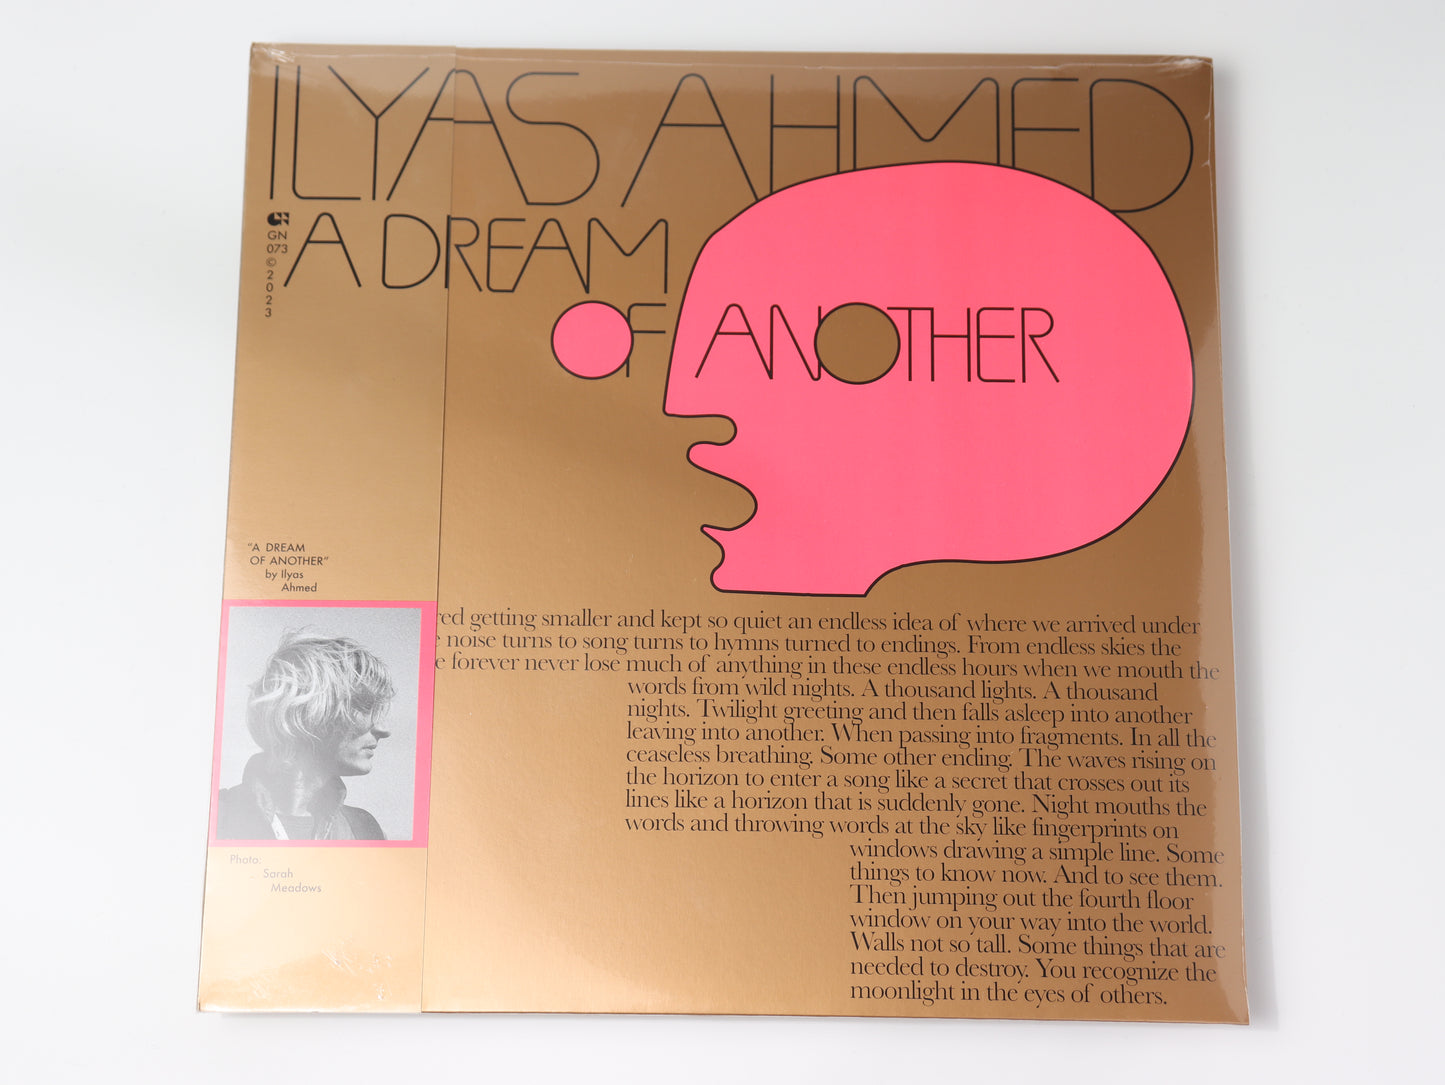 ILYAS AHMED
GN
073
©
2
0
2
3
"A DREAM
OF ANOTHER
"A DREAM
OF ANOTHER"
by Ilyas
Ahmed
Photo:
Sarah
Meadows
getting smaller and kept so quiet an endless idea of where we arrived under
noise turns to song turns to hymns turned to endings. From endless skies the
forever never lose much of anything in these endless hours when we mouth the
words from wild nights. A thousand lights. A thousand
nights. Twilight greeting and then falls asleep into another
leaving into another. When passing into fragments. In all the
ceaseless breathing. Some other ending. The waves rising on
the horizon to enter a song like a secret that crosses out its
lines like a horizon that is suddenly gone. Night mouths the
words and throwing words at the sky like fingerprints on
windows drawing a simple line. Some
things to know now. And to see them.
Then jumping out the fourth floor
window on your way into the world.
Walls not so tall. Some things that are
needed to destroy. You recognize the
moonlight in the eyes of others.